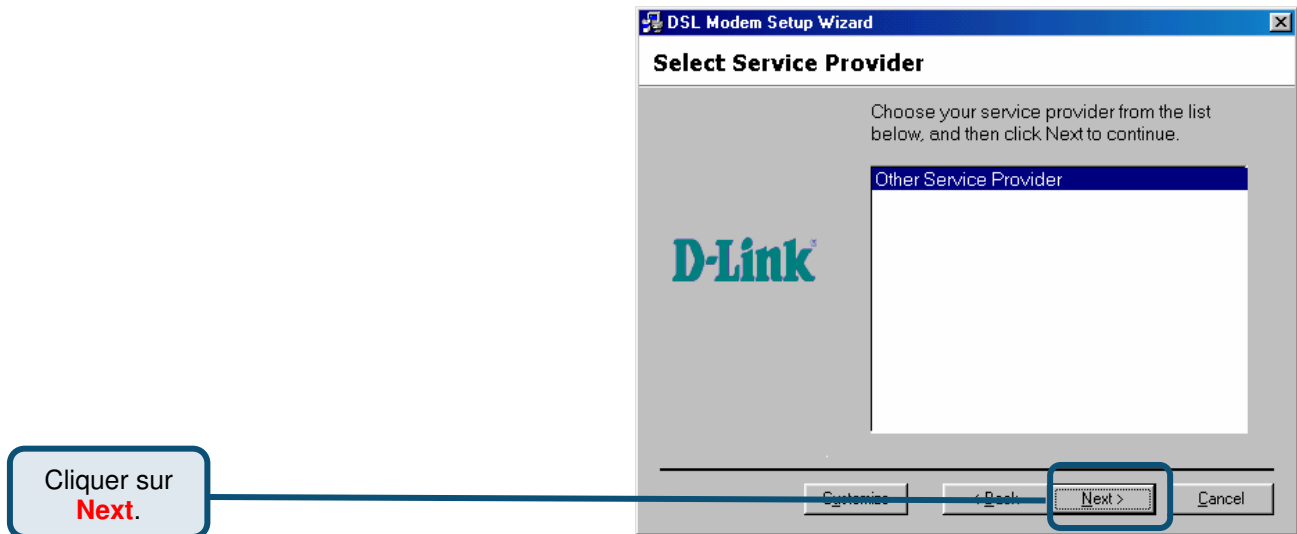 DSL Modem Setup Wizard
Select Service Provider
Choose your service provider from the list
below, and then click Next to continue.
Other Service Provider
D-Link®
Cliquer sur
Next.
Customize
< Back
Next >
Cancel